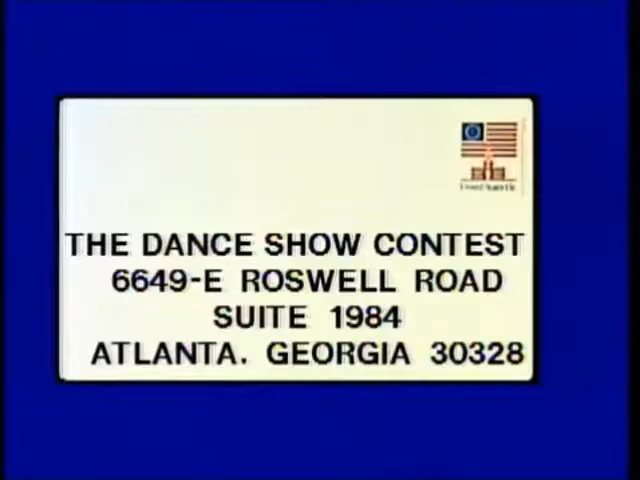 THE DANCE SHOW CONTEST
6649-E ROSWELL ROAD
SUITE 1984
ATLANTA. GEORGIA 30328